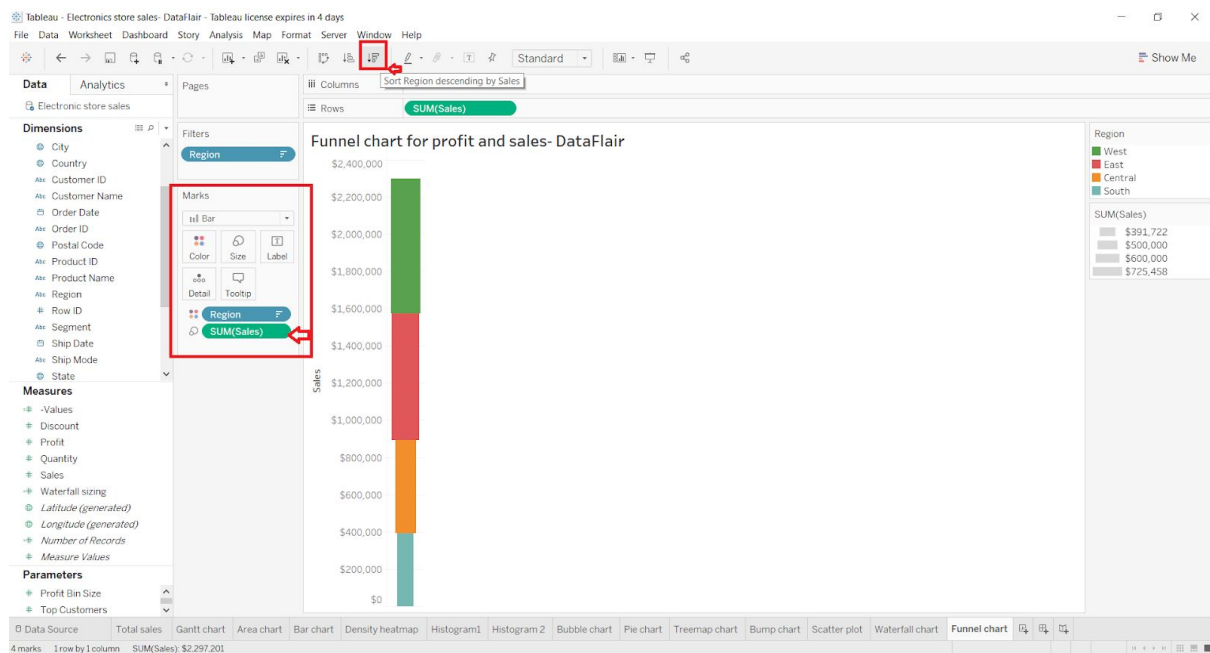 Tableau - Electronics store sales- DataFlair - Tableau license expires in 4 days
File Data Worksheet Dashboard Story Analysis Map Format Server Window Help
Standard
Show Me
Sort Region descending by Sales
Data Analytics
Electronic store sales
Dimensions
City
Country
Abc Customer ID
Abc Customer Name
Order Date
Abc Order ID
Postal Code
Abc Product ID
Abc Product Name
Abc Region
# Row ID
Abc Segment
Ship Date
Abc Ship Mode
State
Measures
-Values
# Discount
# Profit
# Quantity
# Sales
Waterfall sizing
Latitude (generated)
Longitude (generated)
Number of Records
# Measure Values
Parameters
# Profit Bin Size
# Top Customers
Pages
Filters
Region
Marks
Bar
Color Size Label
Detail Tooltip
Region
SUM(Sales)
Columns
Rows
SUM(Sales)
Funnel chart for profit and sales- DataFlair
$2,400,000
$2,200,000
$2,000,000
$1,800,000
$1,600,000
$1,400,000
$1,200,000
$1,000,000
$800,000
$600,000
$400,000
$200,000
$0
Sales
Region
West
East
Central
South
SUM(Sales)
$391,722
$500,000
$600,000
$725,458
Data Source Total sales Gantt chart Area chart Bar chart Density heatmap Histogram1 Histogram 2 Bubble chart Pie chart Treemap chart Bump chart Scatter plot Waterfall chart Funnel chart
4 marks 1 row by 1 column SUM(Sales): $2,297,201